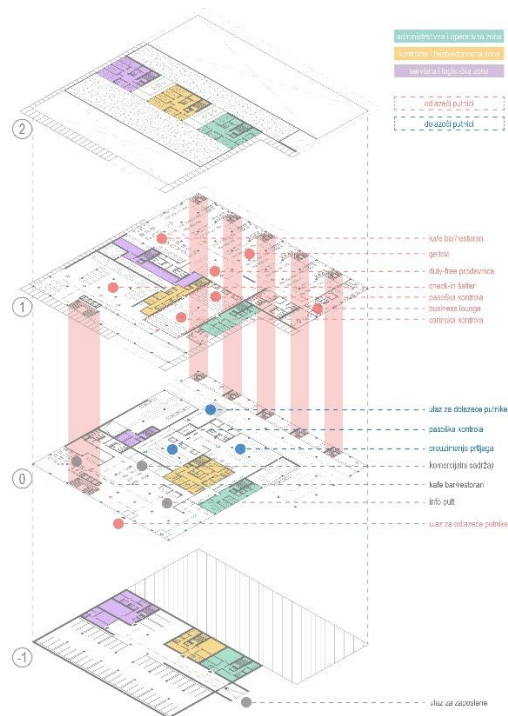 administrativna i operativna zona
kontrolna i bezbednosna zona
servisna i logistička zona
odlazeći putnici
dolazeći putnici
2
kafe bar/restoran
gejtovi
duty-free prodavnica
check-in šalter
pasoška kontrola
business lounge
carinska kontrola
1
ulaz za dolazeće putnike
pasoška kontrola
preuzimanje prtljaga
komercijalni sadržaji
kafe bar/restoran
info pult
ulaz za odlazeće putnike
0
-1
ulaz za zaposlene